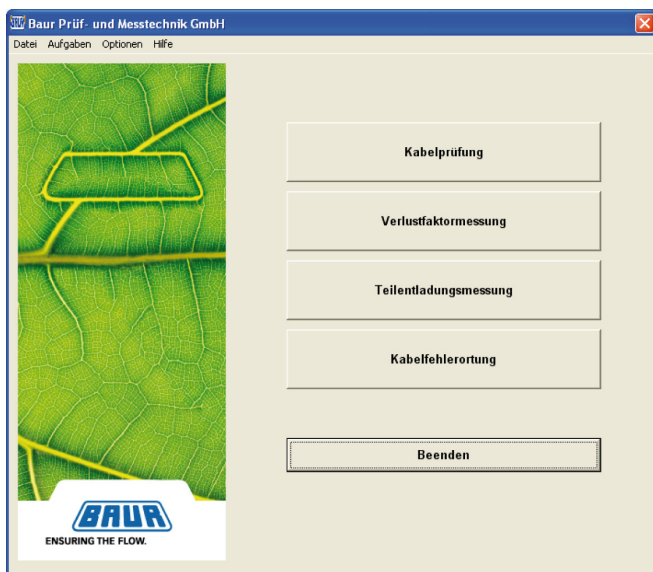 Baur Prüf- und Messtechnik GmbH
Datei Aufgaben Optionen Hilfe
Kabelprüfung
Verlustfaktormessung
Teilentladungsmessung
Kabelfehlerortung
Beenden
BAUR
ENSURING THE FLOW.